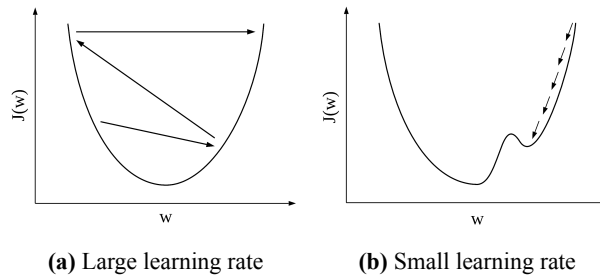 J(w)
w
(a) Large learning rate
J(w)
w
(b) Small learning rate